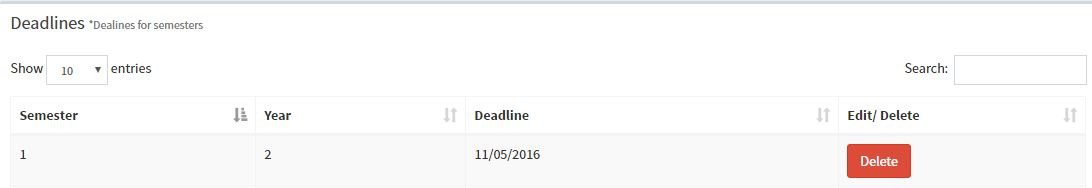 Deadlines *Dealines for semesters
Show 10 entries Search:
Semester Year Deadline Edit/ Delete
1 2 11/05/2016 Delete